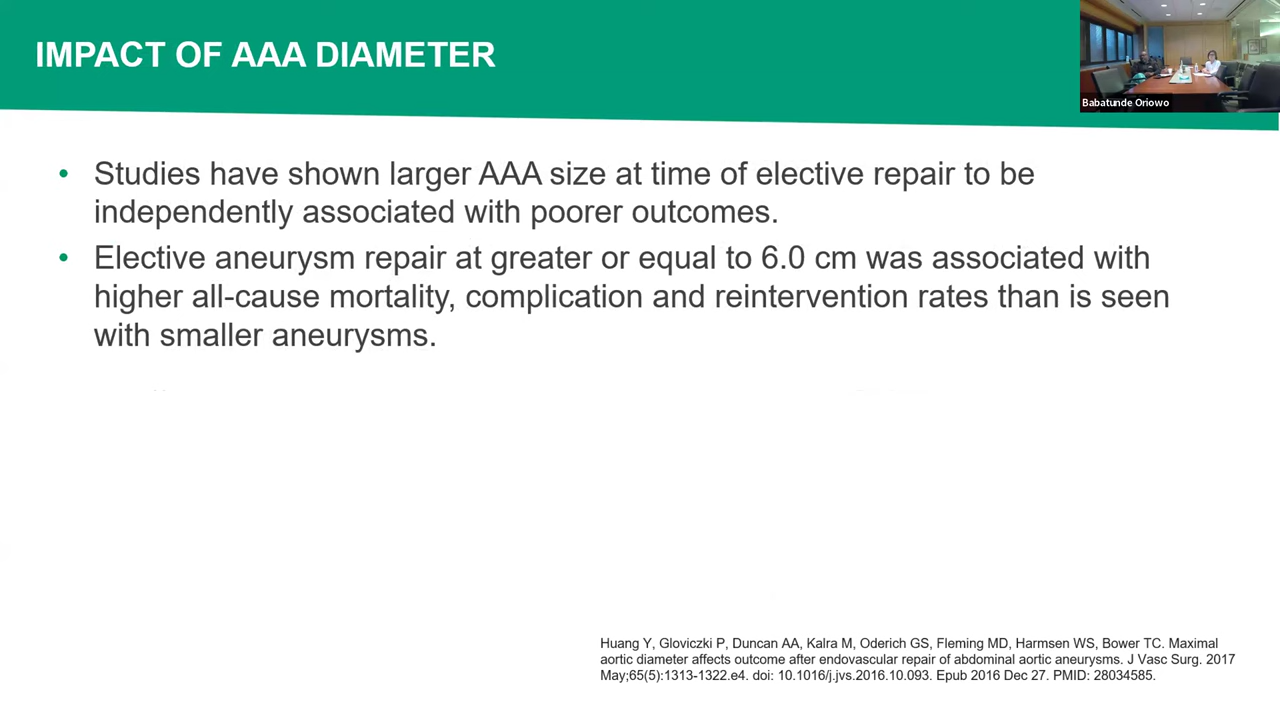 IMPACT OF AAA DIAMETER
Babatunde Oriowo
• Studies have shown larger AAA size at time of elective repair to be
independently associated with poorer outcomes.
• Elective aneurysm repair at greater or equal to 6.0 cm was associated with
higher all-cause mortality, complication and reintervention rates than is seen
with smaller aneurysms.
Huang Y, Gloviczki P, Duncan AA, Kalra M, Oderich GS, Fleming MD, Harmsen WS, Bower TC. Maximal
aortic diameter affects outcome after endovascular repair of abdominal aortic aneurysms. J Vasc Surg. 2017
May;65(5):1313-1322.e4. doi: 10.1016/j.jvs.2016.10.093. Epub 2016 Dec 27. PMID: 28034585.